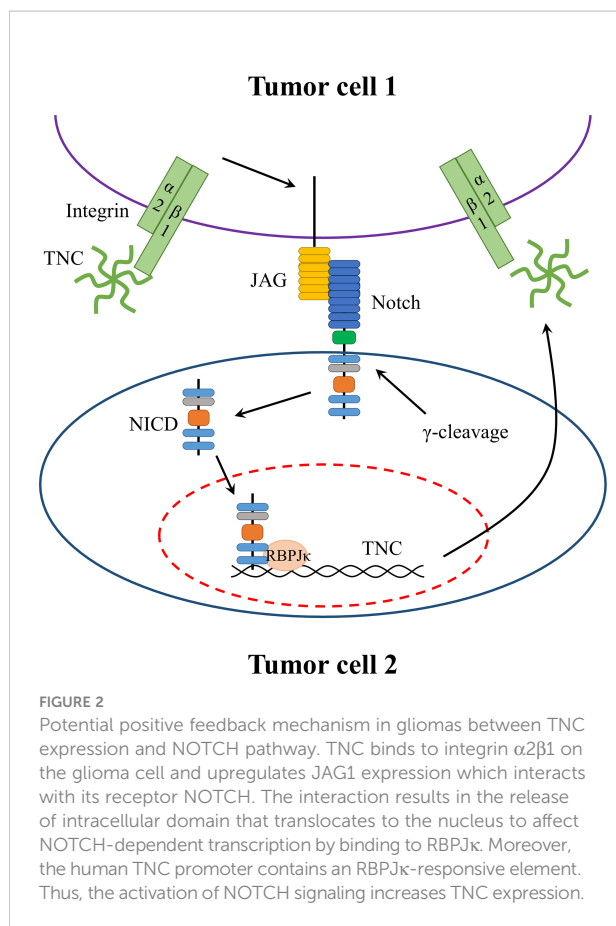 Tumor cell 1
α
2
β
1
Integrin
TNC
α
2
β
1
JAG
Notch
NICD
γ-cleavage
RBPJκ
TNC
Tumor cell 2
FIGURE 2
Potential positive feedback mechanism in gliomas between TNC
expression and NOTCH pathway. TNC binds to integrin α2β1 on
the glioma cell and upregulates JAG1 expression which interacts
with its receptor NOTCH. The interaction results in the release
of intracellular domain that translocates to the nucleus to affect
NOTCH-dependent transcription by binding to RBPJκ. Moreover,
the human TNC promoter contains an RBPJκ-responsive element.
Thus, the activation of NOTCH signaling increases TNC expression.